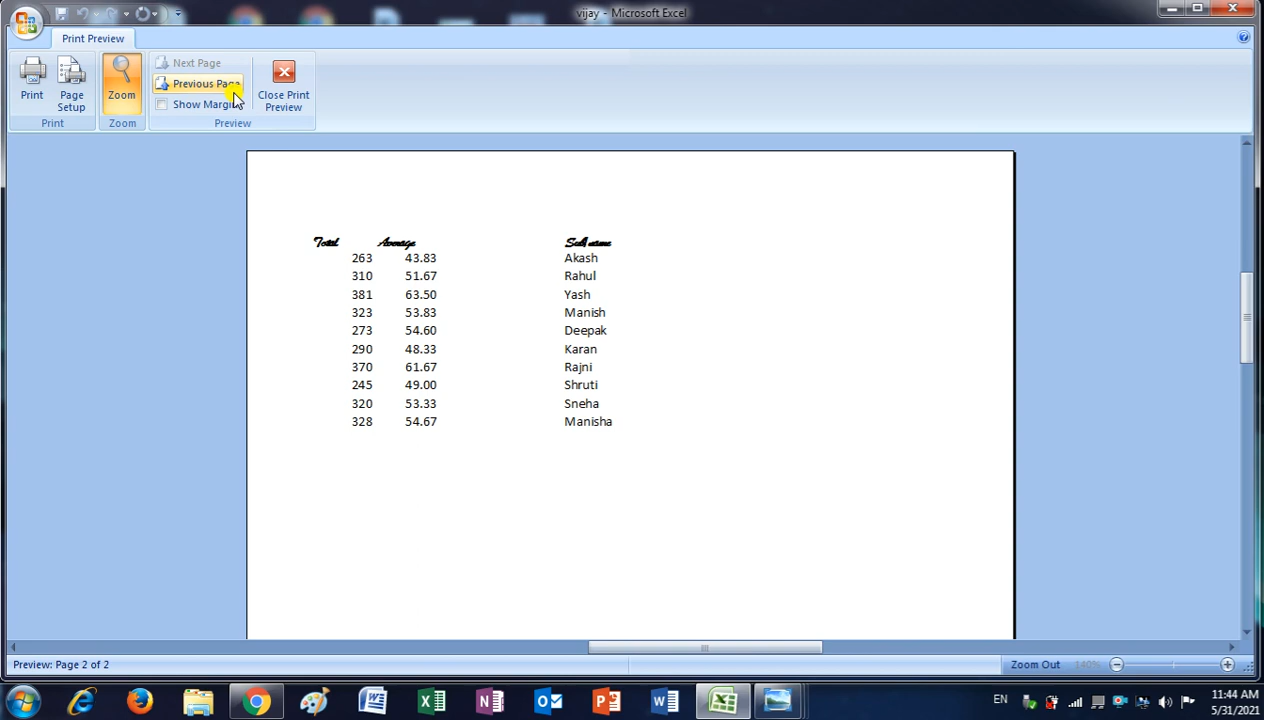 vijay - Microsoft Excel
Print Preview
Print
Page Setup
Zoom
Next Page
Previous Page
Show Margins
Close Print Preview
Print
Zoom
Preview
Total Average Sub name
263 43.83 Akash
310 51.67 Rahul
381 63.50 Yash
323 53.83 Manish
273 54.60 Deepak
290 48.33 Karan
370 61.67 Rajni
245 49.00 Shruti
320 53.33 Sneha
328 54.67 Manisha
Preview: Page 2 of 2
Zoom Out 140%
EN
11:44 AM
5/31/2021